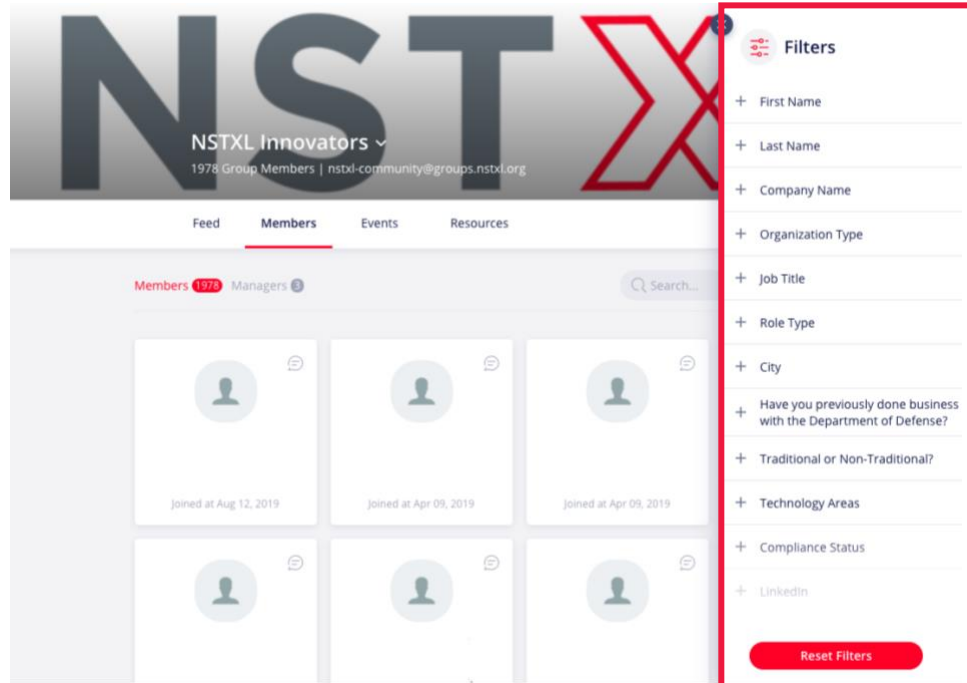 NSTX
NSTXL Innovators
1978 Group Members | nstxl-community@groups.nstxl.org
Feed Members Events Resources
Members 1978 Managers 3
Search...
Joined at Aug 12, 2019
Joined at Apr 09, 2019
Joined at Apr 09, 2019
Filters
+ First Name
+ Last Name
+ Company Name
+ Organization Type
+ Job Title
+ Role Type
+ City
+ Have you previously done business
with the Department of Defense?
+ Traditional or Non-Traditional?
+ Technology Areas
+ Compliance Status
+ LinkedIn
Reset Filters